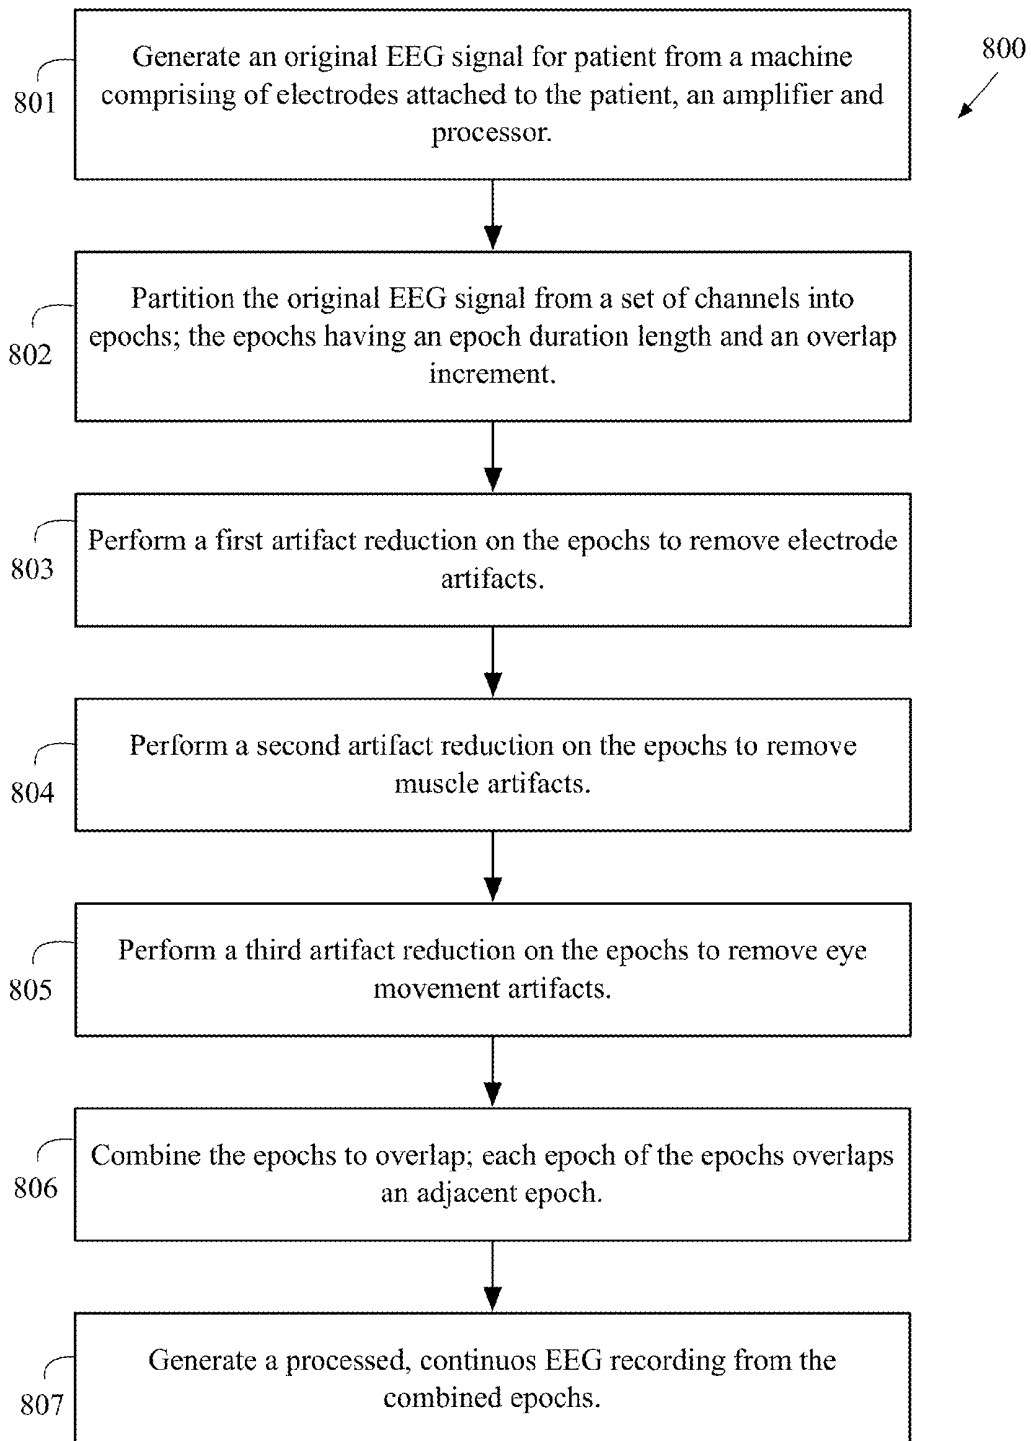 800
801
Generate an original EEG signal for patient from a machine
comprising of electrodes attached to the patient, an amplifier and
processor.
802
Partition the original EEG signal from a set of channels into
epochs; the epochs having an epoch duration length and an overlap
increment.
803
Perform a first artifact reduction on the epochs to remove electrode
artifacts.
804
Perform a second artifact reduction on the epochs to remove
muscle artifacts.
805
Perform a third artifact reduction on the epochs to remove eye
movement artifacts.
806
Combine the epochs to overlap; each epoch of the epochs overlaps
an adjacent epoch.
807
Generate a processed, continuos EEG recording from the
combined epochs.